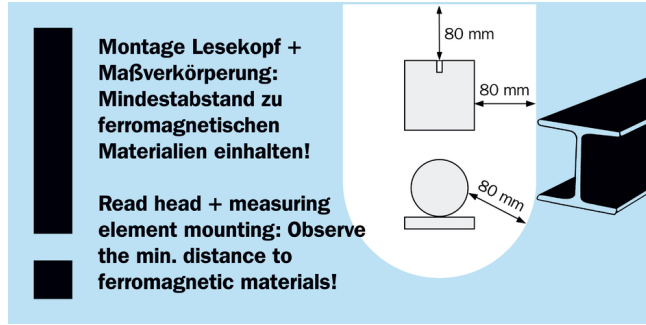 Montage Lesekopf +
Maßverkörperung:
Mindestabstand zu
ferromagnetischen
Materialien einhalten!
Read head + measuring
element mounting: Observe
the min. distance to
ferromagnetic materials!
80 mm
80 mm
80 mm